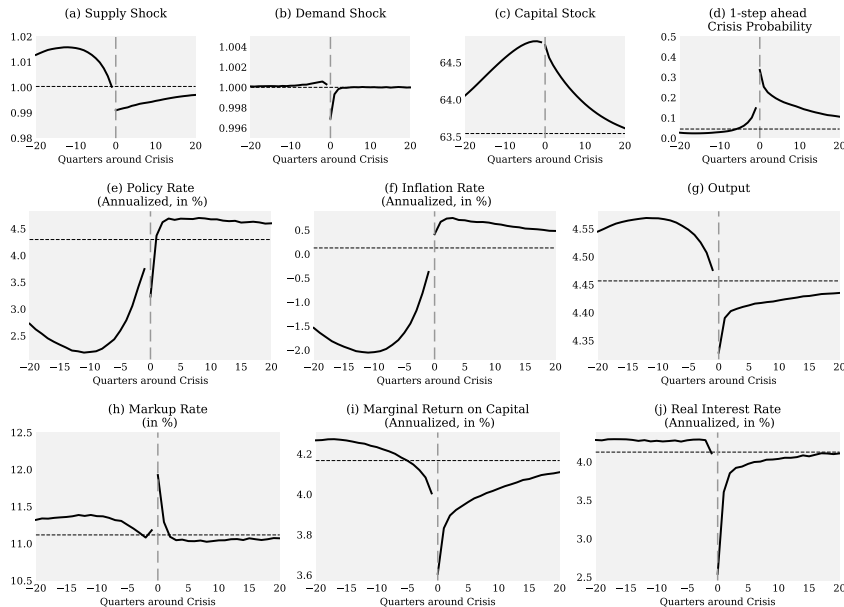 (a) Supply Shock
(b) Demand Shock
(c) Capital Stock
(d) 1-step ahead
Crisis Probability
1.02
1.01
1.00
0.99
0.98
−20 −10 0 10 20
Quarters around Crisis
1.004
1.002
1.000
0.998
0.996
−20 −10 0 10 20
Quarters around Crisis
64.5
64.0
63.5
−20 −10 0 10 20
Quarters around Crisis
0.5
0.4
0.3
0.2
0.1
0.0
−20 −10 0 10 20
Quarters around Crisis
(e) Policy Rate
(Annualized, in %)
4.5
4.0
3.5
3.0
2.5
−20 −15 −10 −5 0 5 10 15 20
Quarters around Crisis
(f) Inflation Rate
(Annualized, in %)
0.5
0.0
−0.5
−1.0
−1.5
−2.0
−20 −15 −10 −5 0 5 10 15 20
Quarters around Crisis
(g) Output
4.55
4.50
4.45
4.40
4.35
−20 −15 −10 −5 0 5 10 15 20
Quarters around Crisis
(h) Markup Rate
(in %)
12.5
12.0
11.5
11.0
10.5
−20 −15 −10 −5 0 5 10 15 20
Quarters around Crisis
(i) Marginal Return on Capital
(Annualized, in %)
4.2
4.0
3.8
3.6
−20 −15 −10 −5 0 5 10 15 20
Quarters around Crisis
(j) Real Interest Rate
(Annualized, in %)
4.0
3.5
3.0
2.5
−20 −15 −10 −5 0 5 10 15 20
Quarters around Crisis